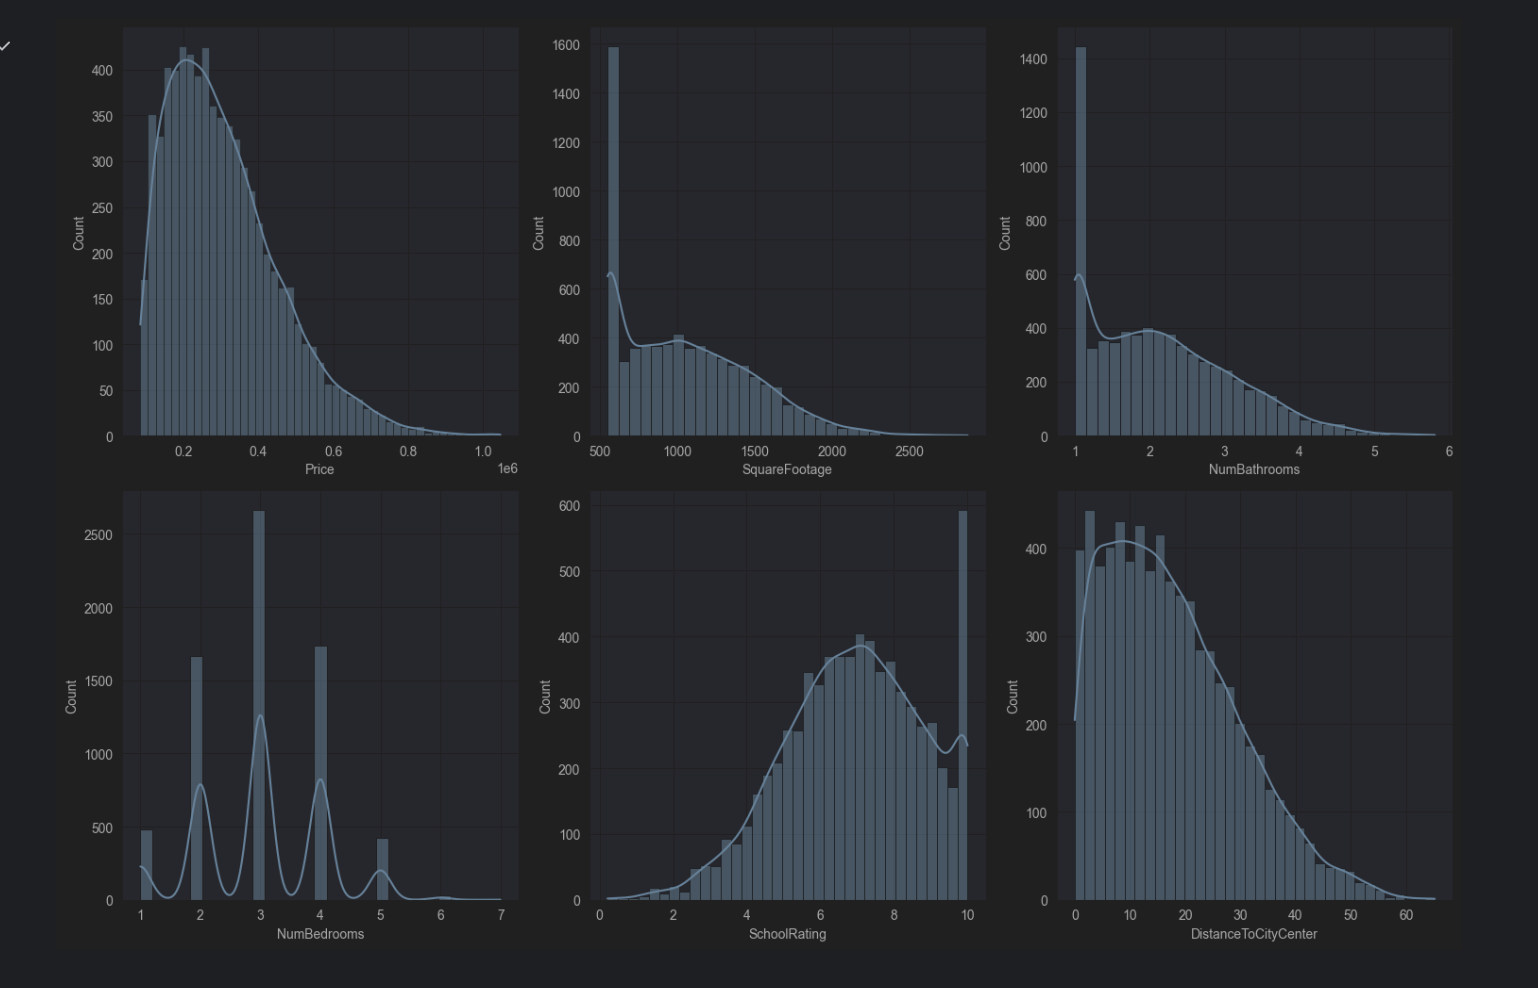 Count
400
350
300
250
200
150
100
50
0
0.2 0.4 0.6 0.8 1.0
1e6
Price
Count
1600
1400
1200
1000
800
600
400
200
0
500 1000 1500 2000 2500
SquareFootage
Count
1400
1200
1000
800
600
400
200
0
1 2 3 4 5 6
NumBathrooms
Count
2500
2000
1500
1000
500
0
1 2 3 4 5 6 7
NumBedrooms
Count
600
500
400
300
200
100
0
0 2 4 6 8 10
SchoolRating
Count
400
300
200
100
0
0 10 20 30 40 50 60
DistanceToCityCenter